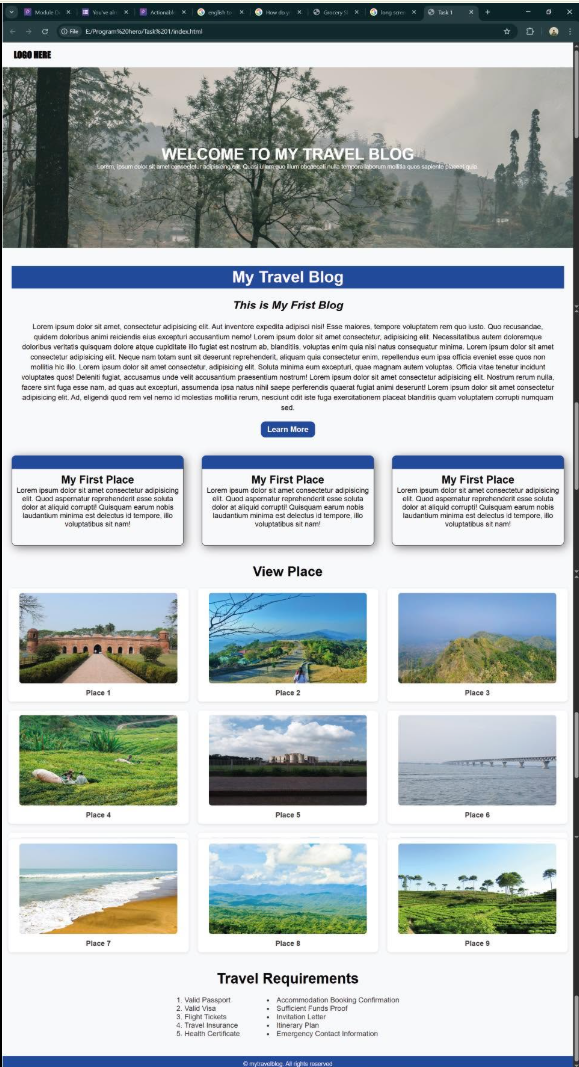 Module De
You've alre
Actionabl
english to
How do yo
Grocery S
long scree
Task 1
File E:/Program%20hero/Task%201/index.html
LOGO HERE
WELCOME TO MY TRAVEL BLOG
Lorem, ipsum dolor sit amet consectetur adipisicing elit. Quasi ullam quo illum obcaecati nulla tempora laborum mollitia quos sapiente placeat quia.
My Travel Blog
This is My Frist Blog
Lorem ipsum dolor sit amet, consectetur adipisicing elit. Aut inventore expedita adipisci nisi! Esse maiores, tempore voluptatem rem quo iusto. Quo recusandae,
quidem doloribus animi reiciendis eius excepturi accusantium nemo! Lorem ipsum dolor sit amet consectetur adipisicing elit. Necessitatibus autem doloremque
doloribus veritatis quisquam dolore atque cupiditate illo fugiat est nostrum ab, blanditiis, voluptas enim quia nisi natus consequatur minima. Lorem ipsum dolor sit amet
consectetur adipisicing elit. Neque nam totam sunt sit deserunt reprehenderit, aliquam quia consectetur enim, repellendus eum ipsa officia eveniet esse quos non
mollitia hic illo. Lorem ipsum dolor sit amet consectetur, adipisicing elit. Soluta minima eum excepturi, quae magnam autem voluptas. Officia vitae tenetur incidunt
voluptates quos! Deleniti fugiat, accusamus unde velit accusantium praesentium nostrum! Lorem ipsum dolor sit amet consectetur adipisicing elit. Nostrum rerum nulla,
facere sint fuga esse nam, ad quas aut excepturi, assumenda ipsa natus nihil saepe perferendis quaerat fugiat animi deserunt! Lorem ipsum dolor sit amet consectetur
adipisicing elit. Ad, eligendi quod rem vel nemo id molestias mollitia rerum, nesciunt odit iste fuga exercitationem placeat blanditiis quam voluptatem corrupti numquam
sed.
Learn More
My First Place
Lorem ipsum dolor sit amet consectetur adipisicing
elit. Quod aspernatur reprehenderit esse soluta
dolor at aliquid corrupti! Quisquam earum nobis
laudantium minima est delectus id tempore, illo
voluptatibus sit nam!
My First Place
Lorem ipsum dolor sit amet consectetur adipisicing
elit. Quod aspernatur reprehenderit esse soluta
dolor at aliquid corrupti! Quisquam earum nobis
laudantium minima est delectus id tempore, illo
voluptatibus sit nam!
My First Place
Lorem ipsum dolor sit amet consectetur adipisicing
elit. Quod aspernatur reprehenderit esse soluta
dolor at aliquid corrupti! Quisquam earum nobis
laudantium minima est delectus id tempore, illo
voluptatibus sit nam!
View Place
Place 1
Place 2
Place 3
Place 4
Place 5
Place 6
Place 7
Place 8
Place 9
Travel Requirements
1. Valid Passport
2. Valid Visa
3. Flight Tickets
4. Travel Insurance
5. Health Certificate
• Accommodation Booking Confirmation
• Sufficient Funds Proof
• Invitation Letter
• Itinerary Plan
• Emergency Contact Information
© mytravelblog. All rights reserved